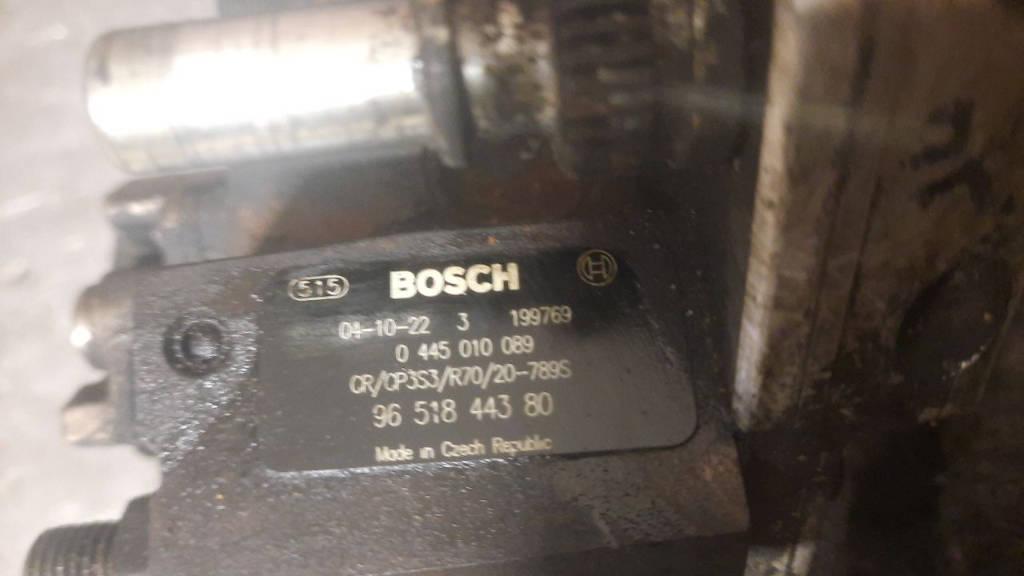 515 BOSCH
04-10-22 3 199769
0 445 010 089
CR/CP3S3/R70/20-789S
96 518 443 80
Made in Czech Republic